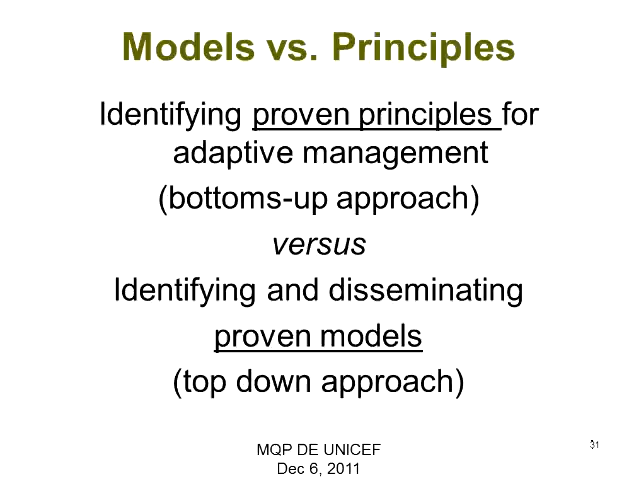 Models vs. Principles
Identifying proven principles for
adaptive management
(bottoms-up approach)
versus
Identifying and disseminating
proven models
(top down approach)
MQP DE UNICEF
Dec 6, 2011